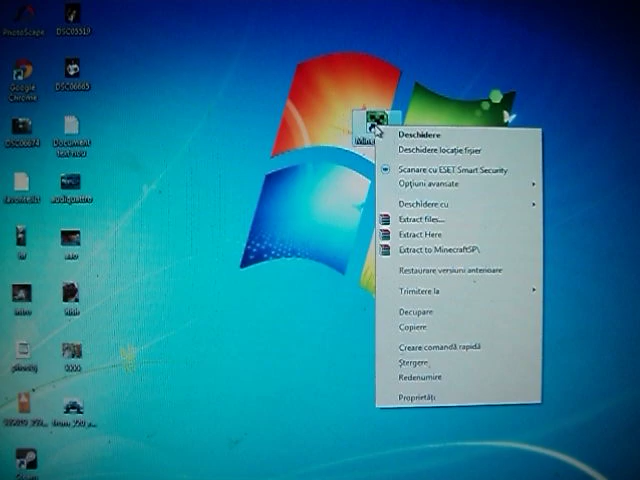 PhotoScape
DSC05519
Google
Chrome
DSC06665
DSC06674
Document
text nou
audiquattro
Deschidere
Deschidere locație fișier
Scanare cu ESET Smart Security
Opțiuni avansate
Deschidere cu
Extract files...
Extract Here
Extract to MinecraftSP\
Restaurare versiuni anterioare
Trimitere la
Decupare
Copiere
Creare comandă rapidă
Ștergere
Redenumire
Proprietăți